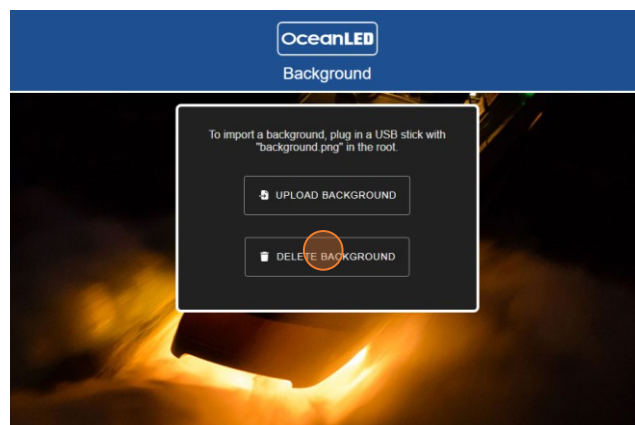 OceanLED
Background
To import a background, plug in a USB stick with
"background.png" in the root.
UPLOAD BACKGROUND
DELETE BACKGROUND